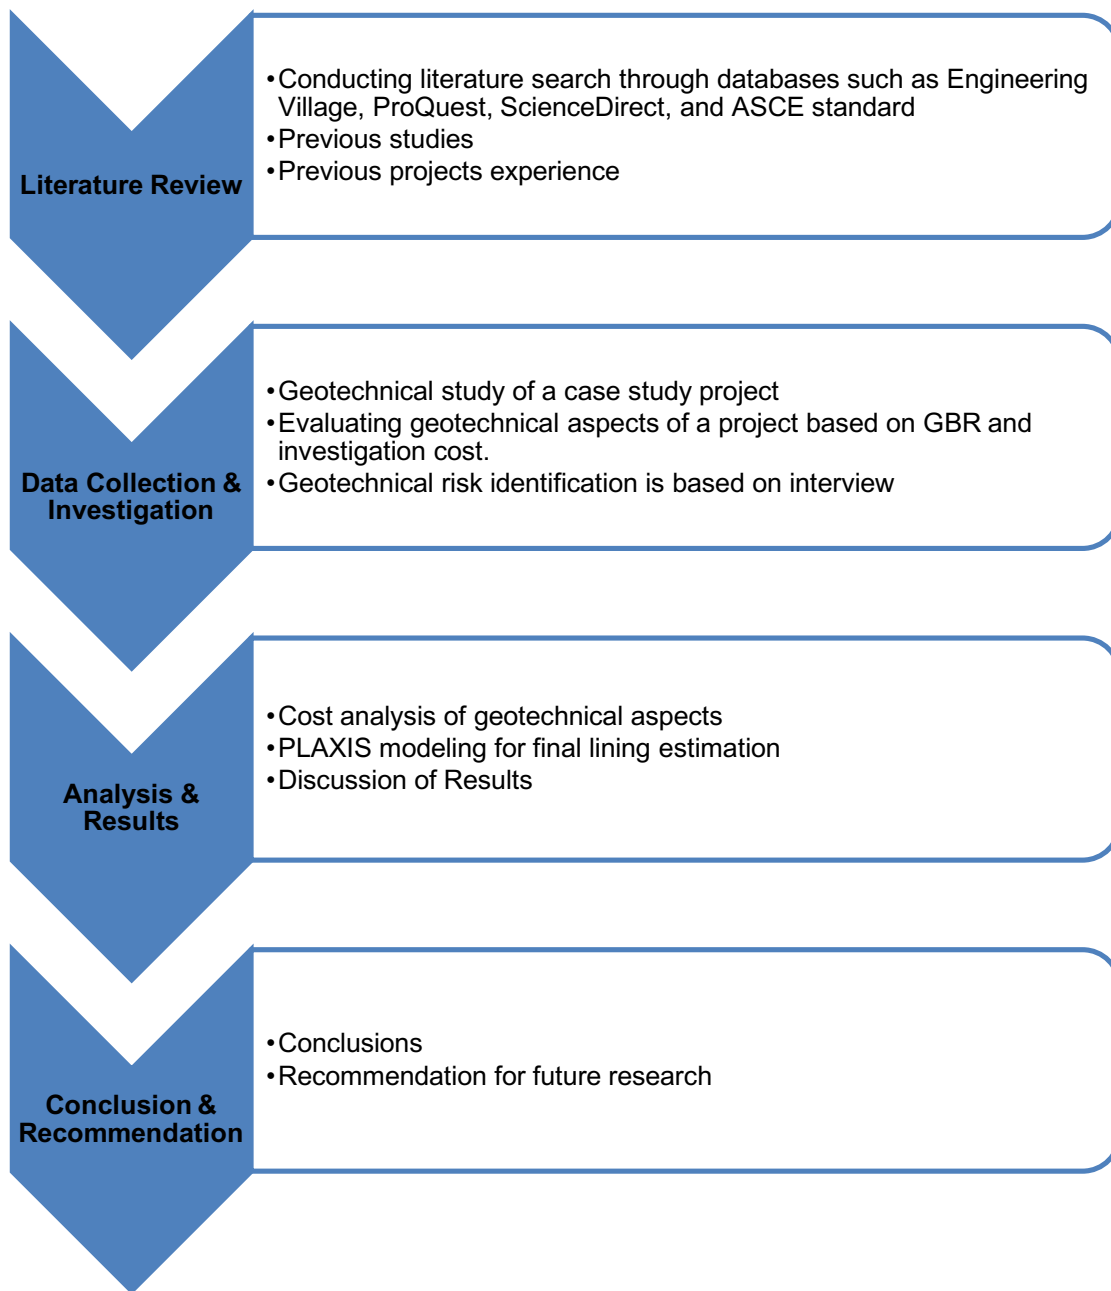 Literature Review
•Conducting literature search through databases such as Engineering
Village, ProQuest, ScienceDirect, and ASCE standard
•Previous studies
•Previous projects experience
Data Collection &
Investigation
•Geotechnical study of a case study project
•Evaluating geotechnical aspects of a project based on GBR and
investigation cost.
•Geotechnical risk identification is based on interview
Analysis &
Results
•Cost analysis of geotechnical aspects
•PLAXIS modeling for final lining estimation
•Discussion of Results
Conclusion &
Recommendation
•Conclusions
•Recommendation for future research